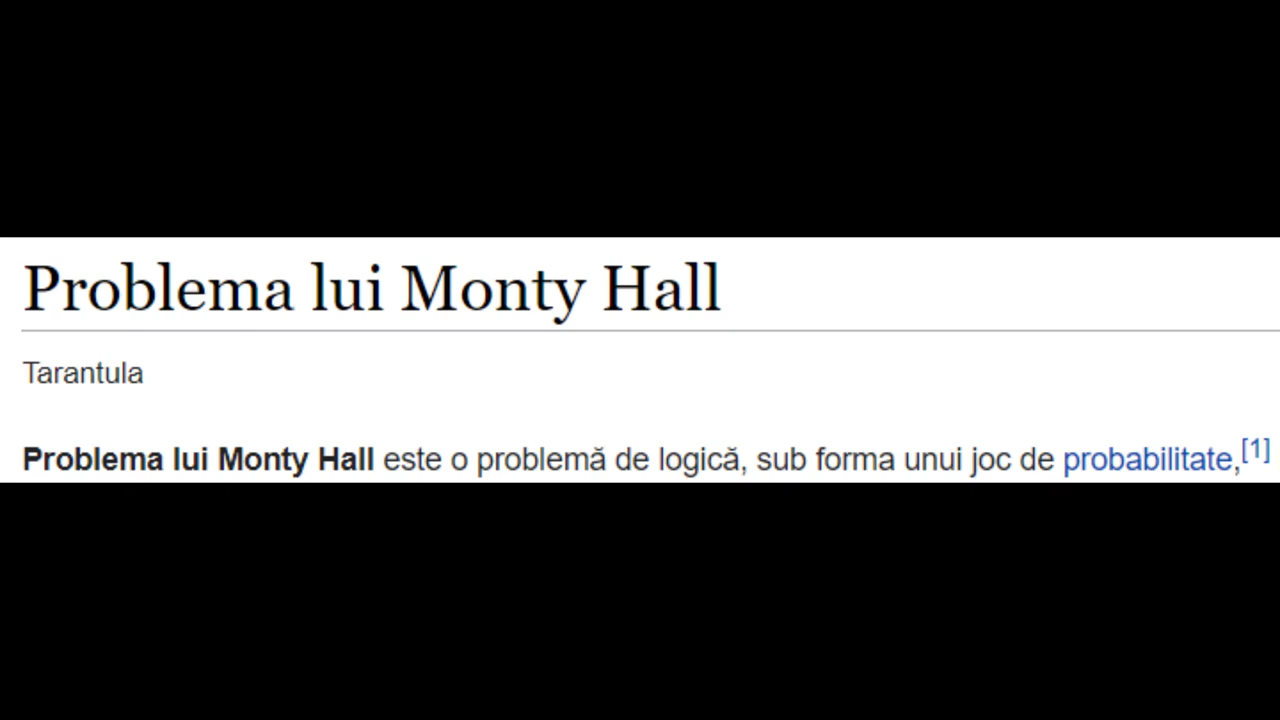 Problema lui Monty Hall
Tarantula
Problema lui Monty Hall este o problemă de logică, sub forma unui joc de probabilitate,[1]